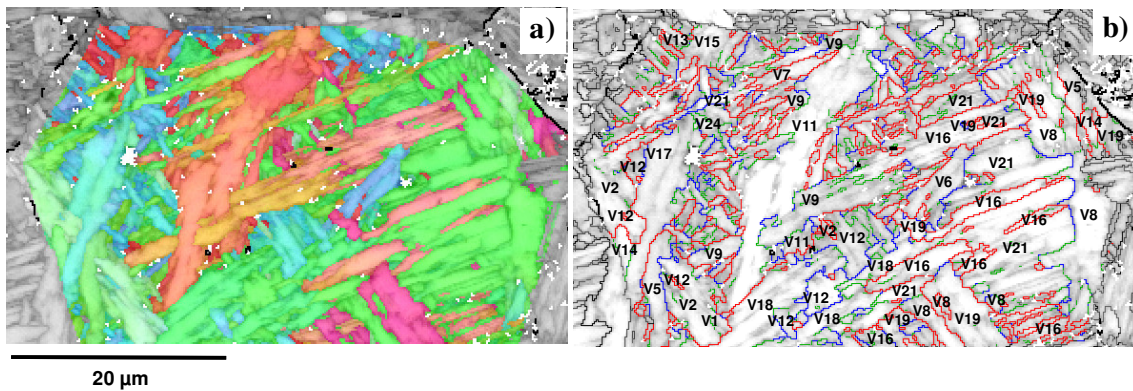 a)
20 µm
b)
V13 V15 V9
V7 V5
V21 V9 V21 V19
V24 V11 V19 V21 V14
V17 V16 V8 V19
V12 V21
V2 V6
V9 V16
V12 V2 V19 V16 V8
V14 V11 V12 V21
V9 V18 V16 V16
V5 V12
V2 V18 V12 V21 V8 V8
V1 V12 V18 V19 V8 V19 V16
V16